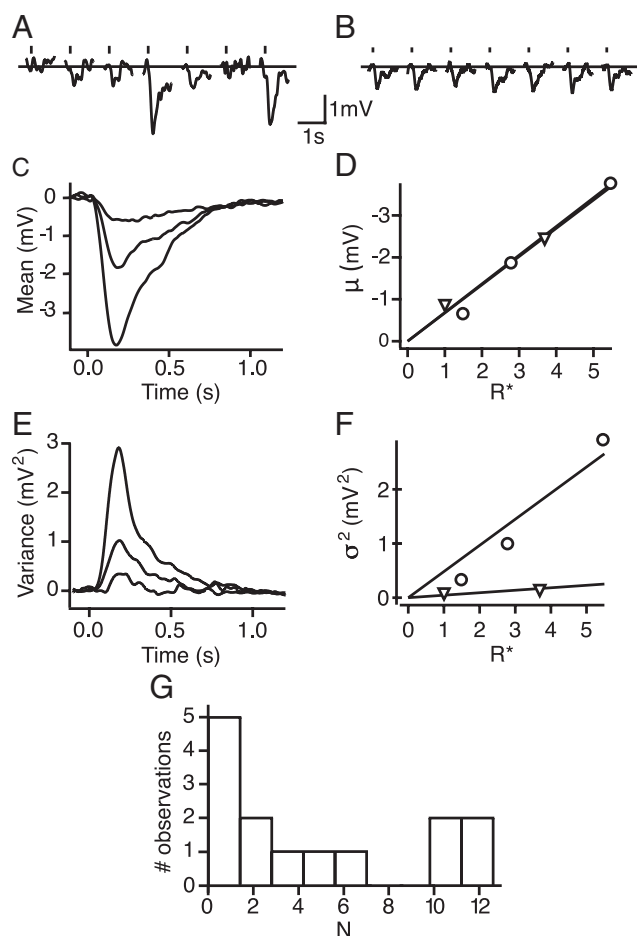 A
B
1mV
1s
C
0
-1
-2
-3
Mean (mV)
0.0
0.5
1.0
Time (s)
D
-3
-2
-1
0
μ (mV)
0
1
2
3
4
5
R*
E
3
2
1
0
Variance (mV²)
0.0
0.5
1.0
Time (s)
F
2
1
0
σ² (mV²)
0
1
2
3
4
5
R*
G
5
4
3
2
1
0
# observations
0
2
4
6
8
10
12
N